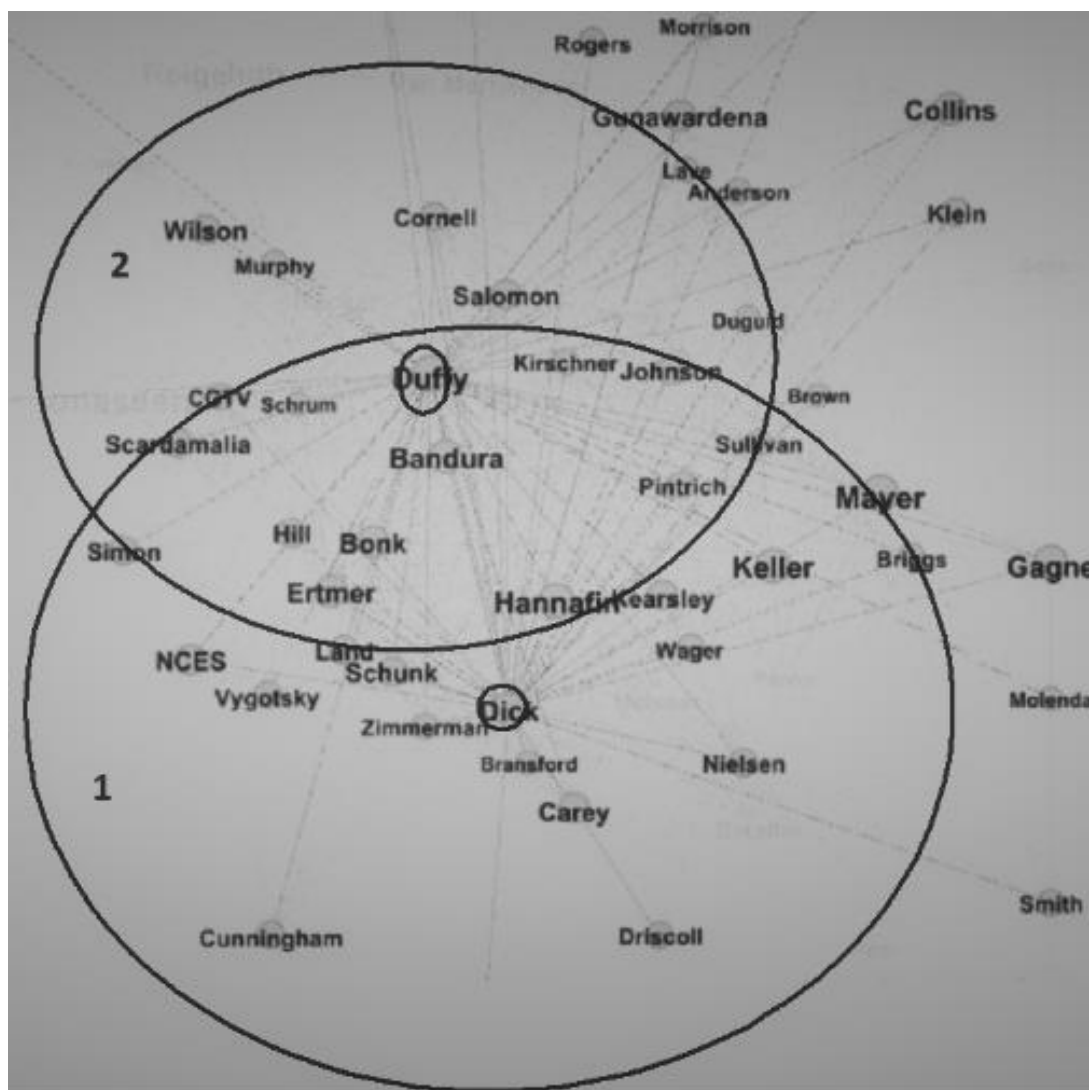 Morrison
Rogers
Collins
Gunawardena
Lave
Anderson
Klein
Cornell
Wilson
2
Murphy
Salomon
Duguid
Kirschner
Johnson
Duffy
Brown
CGTV
Schrum
Scardamalia
Sullivan
Bandura
Pintrich
Mayer
Hill
Bonk
Simon
Briggs
Keller
Gagne
Ertmer
Hannafin
Kearsley
Land
Wager
NCES
Schunk
Vygotsky
Molenda
Dick
Zimmerman
Bransford
Nielsen
1
Carey
Smith
Cunningham
Driscoll